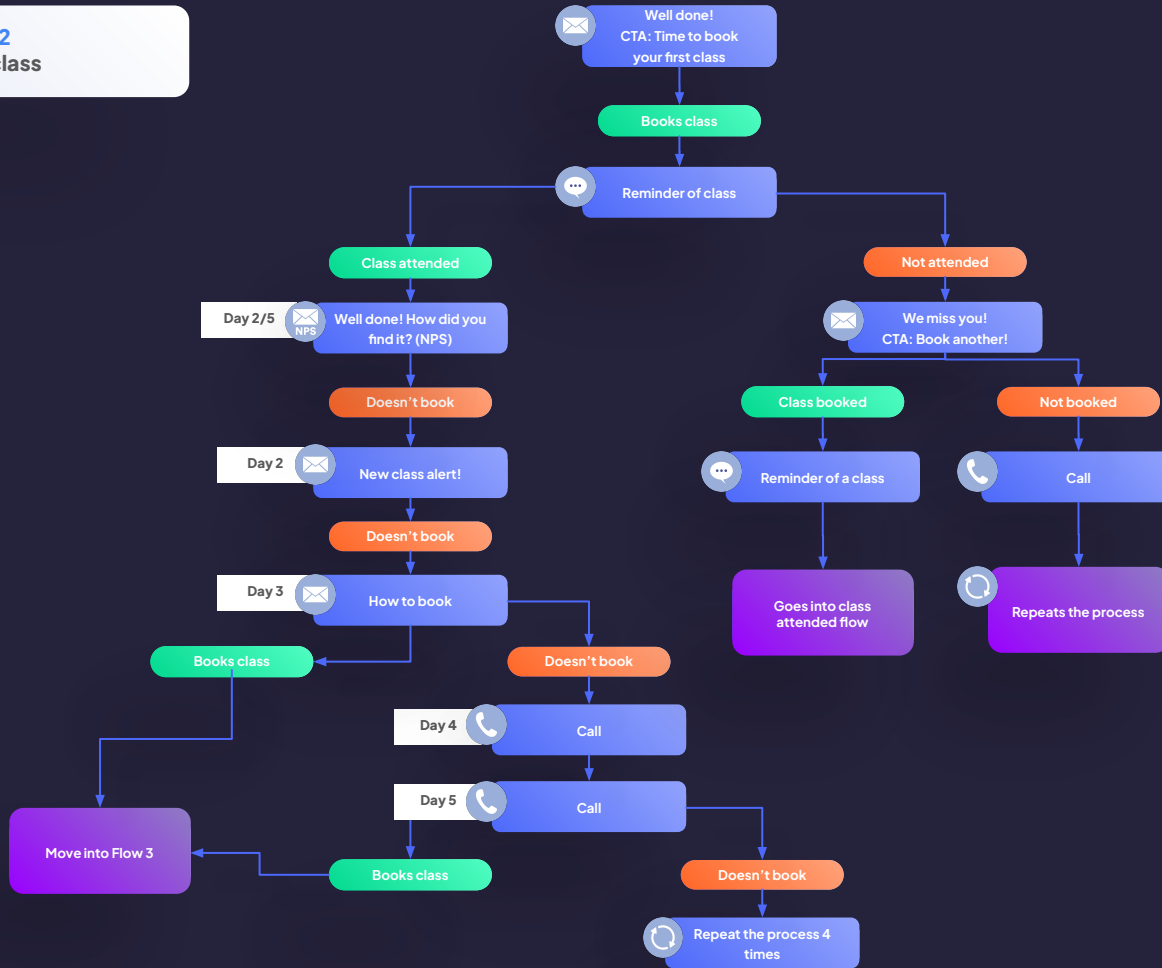 2
class
Well done!
CTA: Time to book
your first class
Books class
Reminder of class
Class attended
Not attended
Day 2/5
NPS
Well done! How did you
find it? (NPS)
We miss you!
CTA: Book another!
Doesn't book
Class booked
Not booked
Day 2
New class alert!
Reminder of a class
Call
Doesn't book
Day 3
How to book
Goes into class
attended flow
Repeats the process
Books class
Doesn't book
Day 4
Call
Day 5
Call
Move into Flow 3
Books class
Doesn't book
Repeat the process 4
times